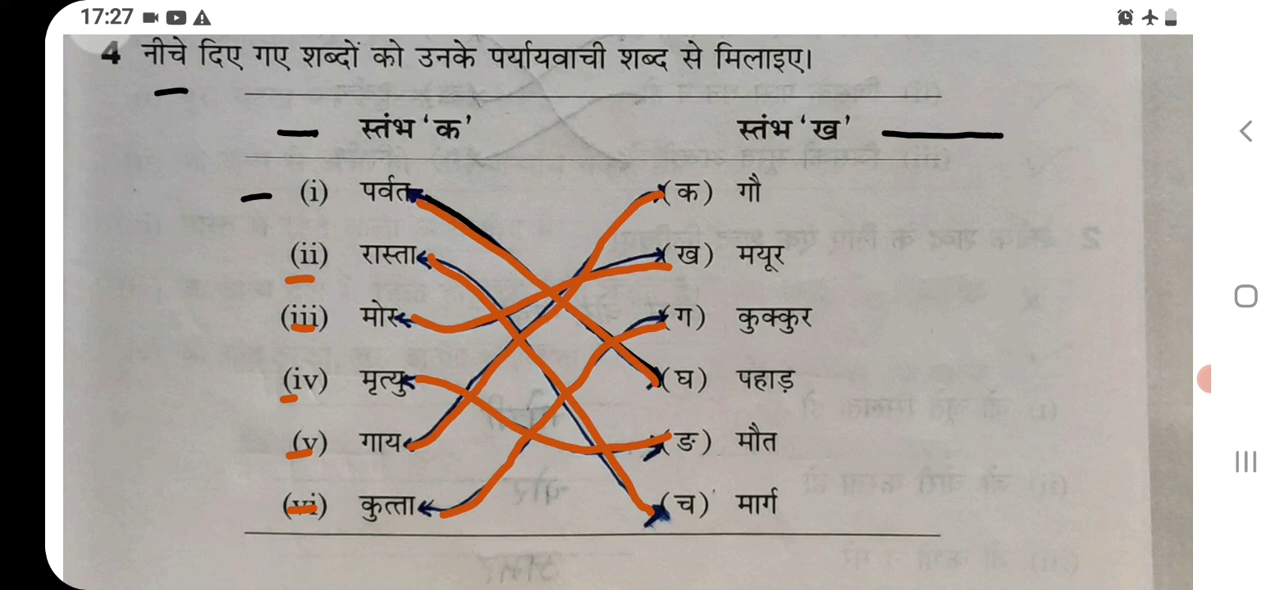 17:27
4 नीचे दिए गए शब्दों को उनके पर्यायवाची शब्द से मिलाइए।
स्तंभ 'क' स्तंभ 'ख'
(i) पर्वत (क) गौ
(ii) रास्ता (ख) मयूर
(iii) मोर (ग) कुक्कुर
(iv) मृत्यु (घ) पहाड़
(v) गाय (ङ) मौत
(vi) कुत्ता (च) मार्ग